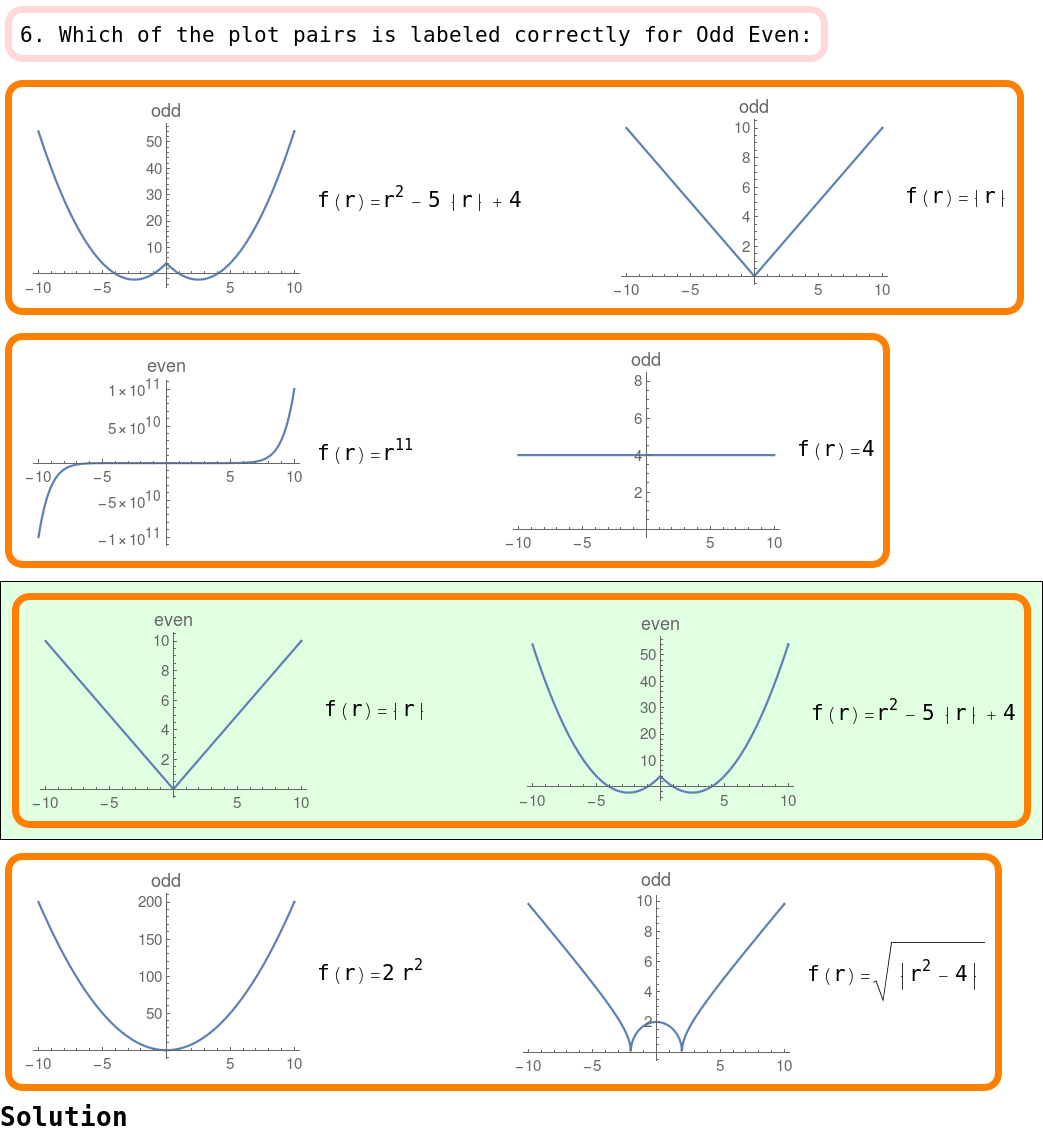 6. Which of the plot pairs is labeled correctly for Odd Even:
odd
50
40
30
20
10
−10 −5 5 10
f(r)=r² − 5 |r| + 4
odd
10
8
6
4
2
−10 −5 5 10
f(r)=|r|
even
1×10¹¹
5×10¹⁰
−10 −5 5 10
−5×10¹⁰
−1×10¹¹
f(r)=r¹¹
odd
8
6
4
2
−10 −5 5 10
f(r)=4
even
10
8
6
4
2
−10 −5 5 10
f(r)=|r|
even
50
40
30
20
10
−10 −5 5 10
f(r)=r² − 5 |r| + 4
odd
200
150
100
50
−10 −5 5 10
f(r)=2 r²
odd
10
8
6
4
2
−10 −5 5 10
f(r)=√|r² − 4|
Solution